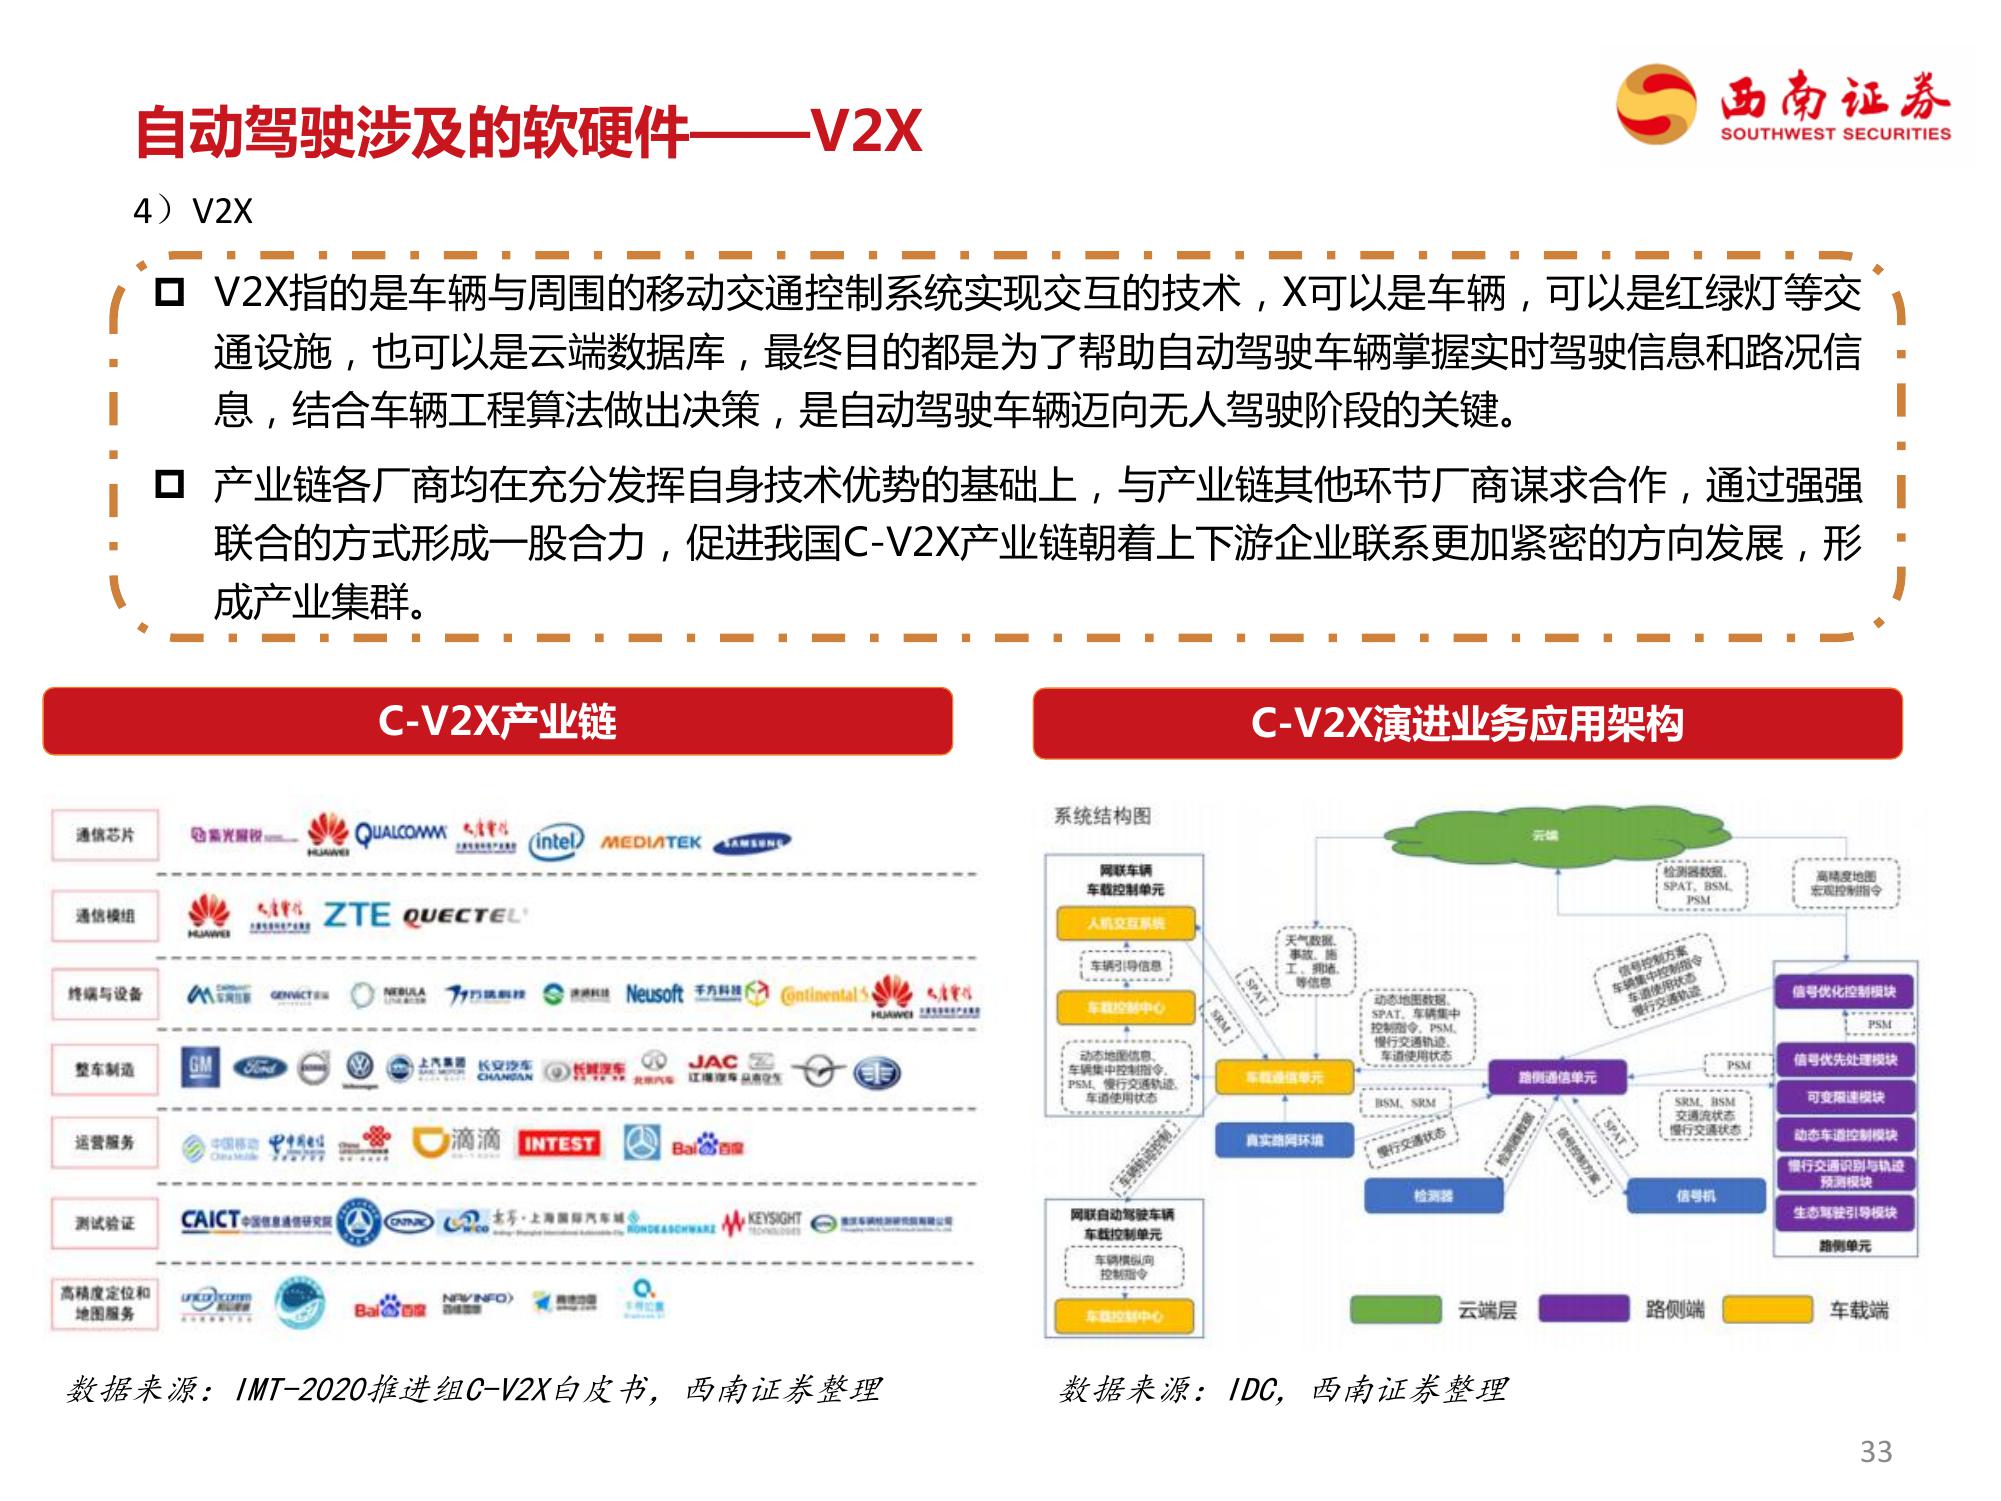 西南证券
SOUTHWEST SECURITIES
自动驾驶涉及的软硬件——V2X
4）V2X
V2X指的是车辆与周围的移动交通控制系统实现交互的技术，X可以是车辆，可以是红绿灯等交
通设施，也可以是云端数据库，最终目的都是为了帮助自动驾驶车辆掌握实时驾驶信息和路况信
息，结合车辆工程算法做出决策，是自动驾驶车辆迈向无人驾驶阶段的关键。
产业链各厂商均在充分发挥自身技术优势的基础上，与产业链其他环节厂商谋求合作，通过强强
联合的方式形成一股合力，促进我国C-V2X产业链朝着上下游企业联系更加紧密的方向发展，形
成产业集群。
C-V2X产业链
通信芯片
紫光展锐
HUAWEI
QUALCOMM
intel
MEDIATEK
SAMSUNG
通信模组
HUAWEI
ZTE
QUECTEL
终端与设备
GENVICT
NEBULA
Neusoft
千方科技
Continental
HUAWEI
整车制造
GM
Ford
上汽集团
长安汽车
CHANGAN
长城汽车
北京汽车
JAC
江淮汽车
运营服务
中国移动
China Mobile
中国电信
滴滴
INTEST
Bai百度
测试验证
CAICT中国信息通信研究院
上海国际汽车城
ROHDE&SCHWARZ
KEYSIGHT
TECHNOLOGIES
高精度定位和
地图服务
Bai百度
NAVINFO
高德地图
千寻位置
C-V2X演进业务应用架构
系统结构图
云端
检测器数据、
SPAT、BSM、
PSM
高精度地图
宏观控制指令
网联车辆
车载控制单元
人机交互系统
车辆引导信息
车载控制中心
动态地图信息、
车辆集中控制指令、
PSM、慢行交通轨迹、
车道使用状态
天气数据、
事故、施
工、拥堵、
等信息
SPAT
SRM
动态地图数据、
SPAT、车辆集中
控制指令、PSM、
慢行交通轨迹、
车道使用状态
信号控制方案
车辆集中控制指令
车道使用状态
慢行交通轨迹
车载通信单元
BSM、SRM
路侧通信单元
PSM
SRM、BSM
交通流状态
慢行交通状态
真实路网环境
慢行交通状态
检测器数据
信号控制方案
SPAT
检测器
信号机
信号优化控制模块
PSM
信号优先处理模块
可变限速模块
动态车道控制模块
慢行交通识别与轨迹
预测模块
生态驾驶引导模块
路侧单元
网联自动驾驶车辆
车载控制单元
车辆横纵向
控制指令
车载控制中心
云端层
路侧端
车载端
数据来源：IMT-2020推进组C-V2X白皮书，西南证券整理
数据来源：IDC，西南证券整理
33